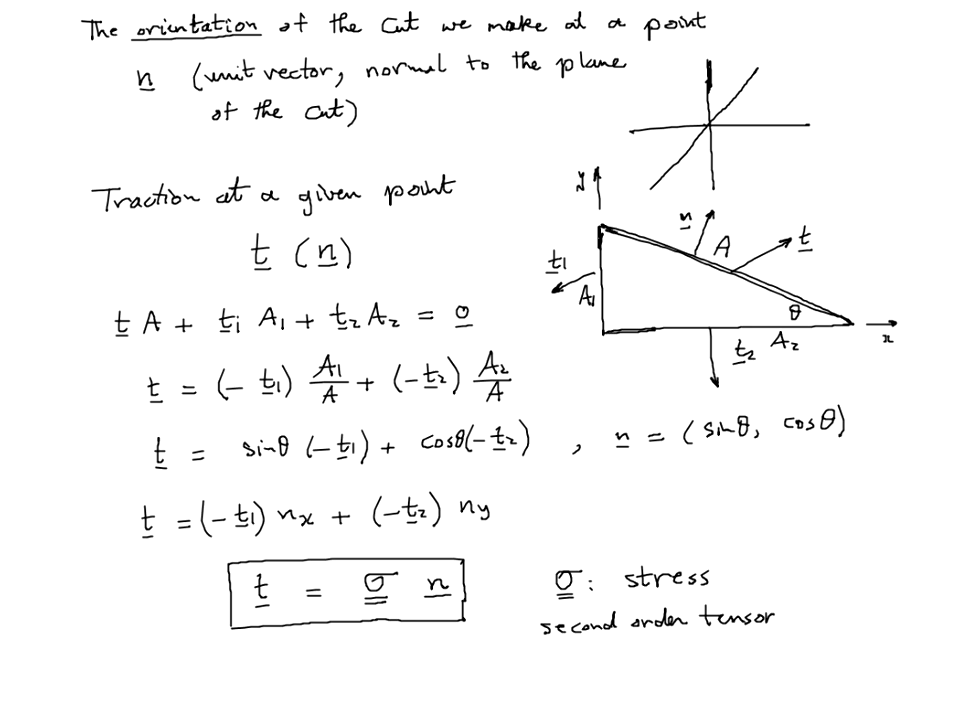 The orientation of the cut we make at a point
n (unit vector, normal to the plane
of the cut)
Traction at a given point
t (n)
t A + t1 A1 + t2 A2 = 0
t = (- t1) A1/A + (-t2) A2/A
t = sinθ (-t1) + cosθ(-t2) , n = (sinθ, cosθ)
t = (-t1) nx + (-t2) ny
t = σ n
σ : stress
second order tensor
y
n
A
t
t1
A1
θ
t2 A2
x